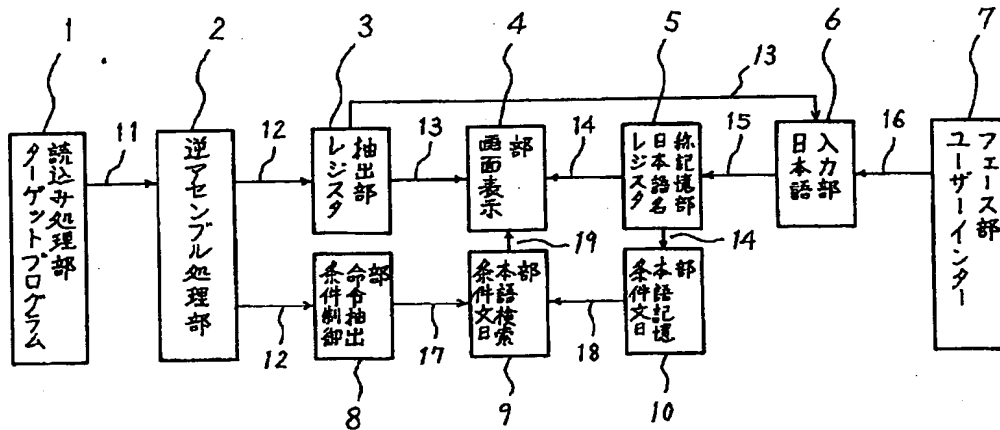 1
2
3
4
5
6
7
13
ターゲットプログラム
読込み処理部
11
逆アセンブル処理部
12
レジスタ
抽出部
13
画面表示
部
14
レジスタ
日本語名
称記憶部
15
日本語
入力部
16
ユーザーインター
フェース部
19
14
12
条件制御
命令抽出
部
17
条件文日
本語検索
部
18
条件文日
本語記憶
部
8
9
10